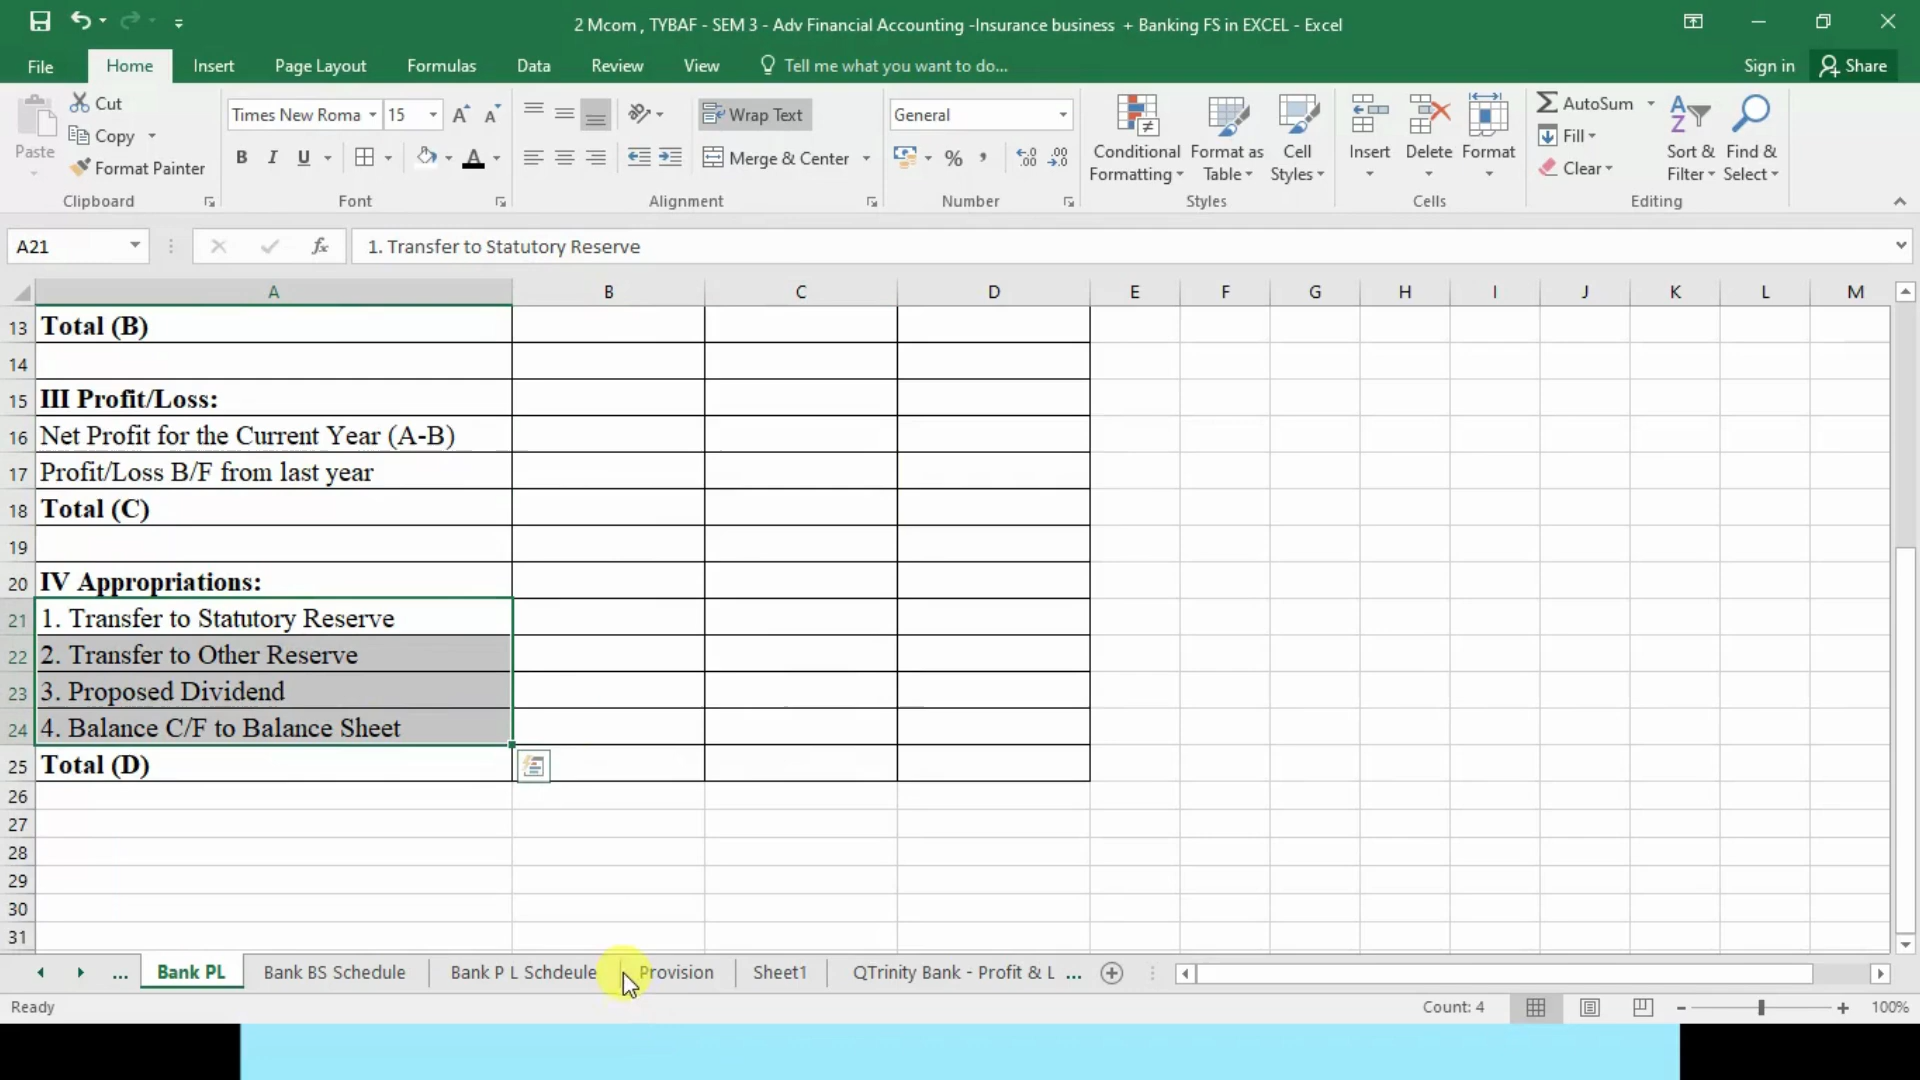 2 Mcom , TYBAF - SEM 3 - Adv Financial Accounting -Insurance business + Banking FS in EXCEL - Excel
File Home Insert Page Layout Formulas Data Review View Tell me what you want to do... Sign in Share
Paste Cut Copy Format Painter
Clipboard
Times New Roma 15
B I U A
Font
Wrap Text
Merge & Center
Alignment
General
% ,
Number
Conditional Formatting
Format as Table
Cell Styles
Styles
Insert Delete Format
Cells
AutoSum
Fill
Clear
Sort & Filter
Find & Select
Editing
A21 fx 1. Transfer to Statutory Reserve
A B C D E F G H I J K L M
13 Total (B)
14
15 III Profit/Loss:
16 Net Profit for the Current Year (A-B)
17 Profit/Loss B/F from last year
18 Total (C)
19
20 IV Appropriations:
21 1. Transfer to Statutory Reserve
22 2. Transfer to Other Reserve
23 3. Proposed Dividend
24 4. Balance C/F to Balance Sheet
25 Total (D)
26
27
28
29
30
31
... Bank PL Bank BS Schedule Bank P L Schdeule Provision Sheet1 QTrinity Bank - Profit & L ...
Ready Count: 4 100%